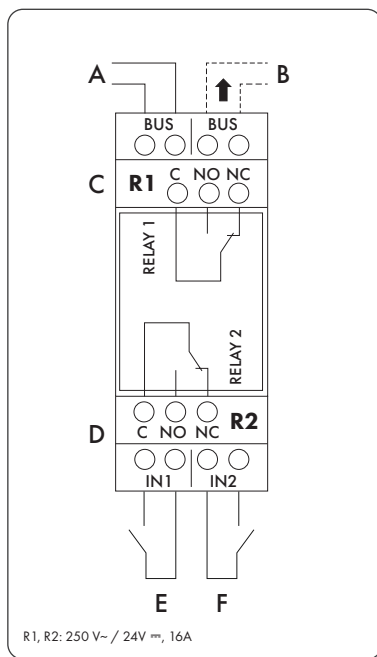 A B
BUS BUS
C R1 C NO NC
RELAY 1
RELAY 2
D C NO NC R2
IN1 IN2
E F
R1, R2: 250 V~ / 24V ⎓, 16A